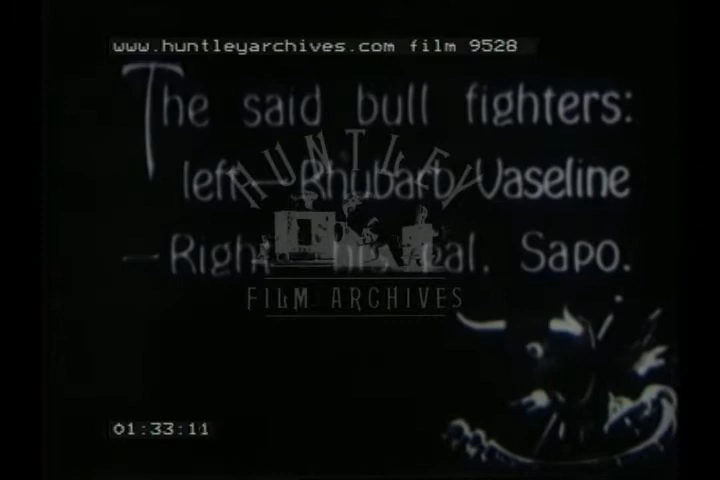 www.huntleyarchives.com film 9528
The said bull fighters:
left — Rhubarb Vaseline
— Right his pal. Sapo.
HUNTLEY
FILM ARCHIVES
01:33:11